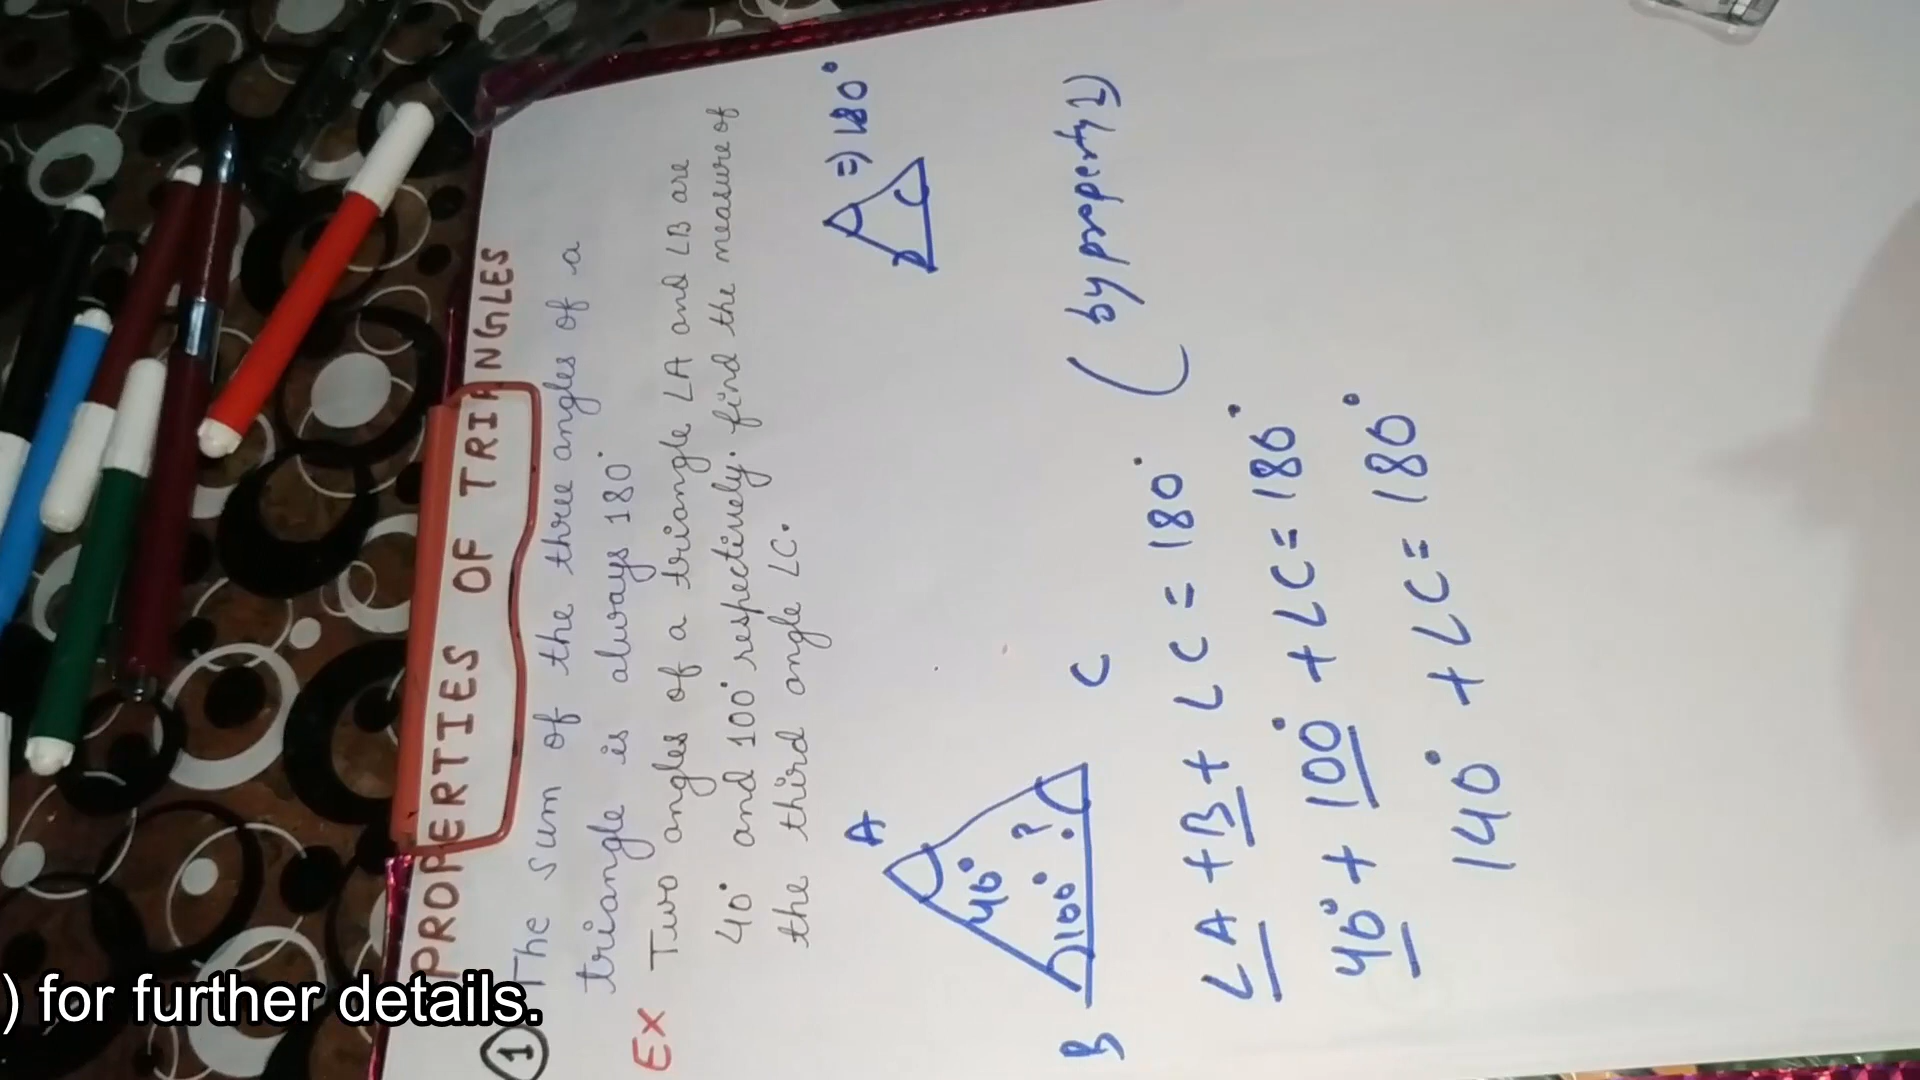 PROPERTIES OF TRIANGLES
1 The sum of the three angles of a
triangle is always 180°
Ex Two angles of a triangle ∠A and ∠B are
40° and 100° respectively. find the measure of
the third angle ∠C.
=) 180°
A
40°
100° ?
B C
∠A + B + ∠C = 180° (by property 1)
40° + 100° + ∠C = 180°
140° + ∠C = 180°
) for further details.